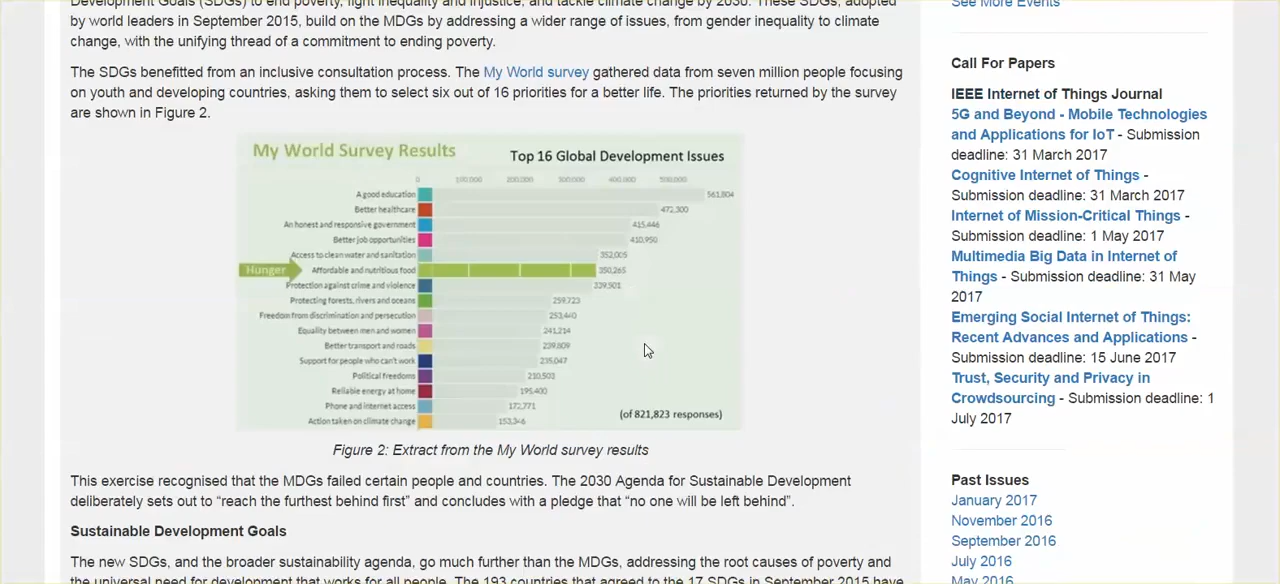 Development Goals (SDGs) to end poverty, fight inequality and injustice, and tackle climate change by 2030. These SDGs, adopted
by world leaders in September 2015, build on the MDGs by addressing a wider range of issues, from gender inequality to climate
change, with the unifying thread of a commitment to ending poverty.
The SDGs benefitted from an inclusive consultation process. The My World survey gathered data from seven million people focusing
on youth and developing countries, asking them to select six out of 16 priorities for a better life. The priorities returned by the survey
are shown in Figure 2.
My World Survey Results
Top 16 Global Development Issues
0 100,000 200,000 300,000 400,000 500,000
A good education 561,804
Better healthcare 472,300
An honest and responsive government 415,446
Better job opportunities 410,950
Access to clean water and sanitation 352,005
Hunger Affordable and nutritious food 350,265
Protection against crime and violence 339,901
Protecting forests, rivers and oceans 259,723
Freedom from discrimination and persecution 253,440
Equality between men and women 241,214
Better transport and roads 239,809
Support for people who can't work 235,047
Political freedoms 210,503
Reliable energy at home 195,400
Phone and internet access 172,771
Action taken on climate change 153,346
(of 821,823 responses)
Figure 2: Extract from the My World survey results
This exercise recognised that the MDGs failed certain people and countries. The 2030 Agenda for Sustainable Development
deliberately sets out to “reach the furthest behind first” and concludes with a pledge that “no one will be left behind”.
Sustainable Development Goals
The new SDGs, and the broader sustainability agenda, go much further than the MDGs, addressing the root causes of poverty and
the universal need for development that works for all people. The 193 countries that agreed to the 17 SDGs in September 2015 have
See More Events
Call For Papers
IEEE Internet of Things Journal
5G and Beyond - Mobile Technologies
and Applications for IoT - Submission
deadline: 31 March 2017
Cognitive Internet of Things -
Submission deadline: 31 March 2017
Internet of Mission-Critical Things -
Submission deadline: 1 May 2017
Multimedia Big Data in Internet of
Things - Submission deadline: 31 May
2017
Emerging Social Internet of Things:
Recent Advances and Applications -
Submission deadline: 15 June 2017
Trust, Security and Privacy in
Crowdsourcing - Submission deadline: 1
July 2017
Past Issues
January 2017
November 2016
September 2016
July 2016
May 2016